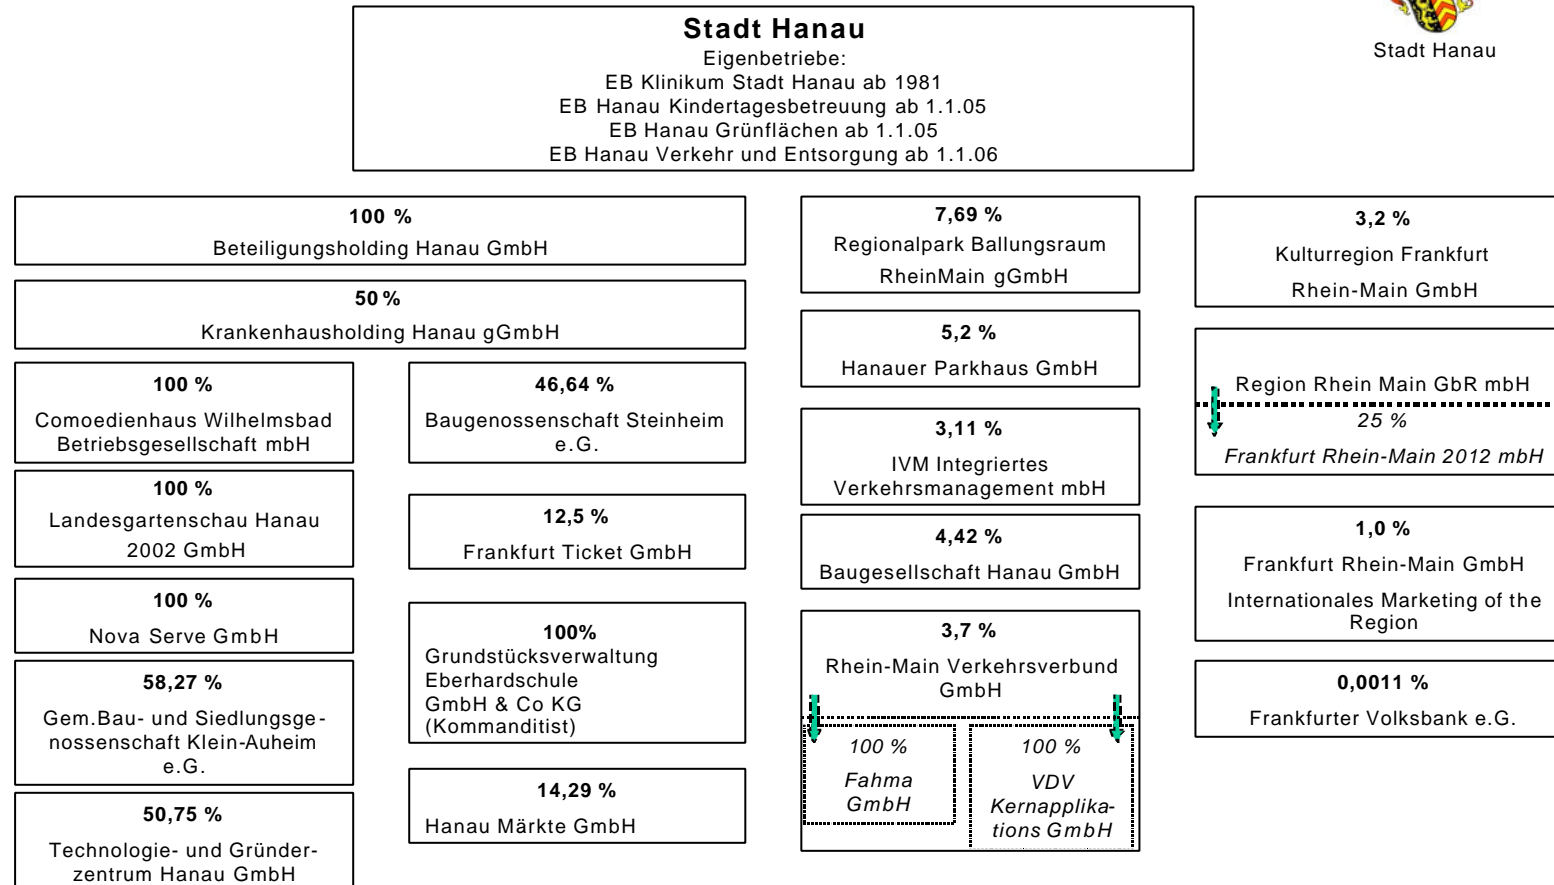 Stadt Hanau
Eigenbetriebe:
EB Klinikum Stadt Hanau ab 1981
EB Hanau Kindertagesbetreuung ab 1.1.05
EB Hanau Grünflächen ab 1.1.05
EB Hanau Verkehr und Entsorgung ab 1.1.06
Stadt Hanau
100 %
Beteiligungsholding Hanau GmbH
50 %
Krankenhausholding Hanau gGmbH
100 %
Comoedienhaus Wilhelmsbad
Betriebsgesellschaft mbH
100 %
Landesgartenschau Hanau
2002 GmbH
100 %
Nova Serve GmbH
58,27 %
Gem.Bau- und Siedlungsge-
nossenschaft Klein-Auheim
e.G.
50,75 %
Technologie- und Gründer-
zentrum Hanau GmbH
46,64 %
Baugenossenschaft Steinheim
e.G.
12,5 %
Frankfurt Ticket GmbH
100%
Grundstücksverwaltung
Eberhardschule
GmbH & Co KG
(Kommanditist)
14,29 %
Hanau Märkte GmbH
7,69 %
Regionalpark Ballungsraum
RheinMain gGmbH
5,2 %
Hanauer Parkhaus GmbH
3,11 %
IVM Integriertes
Verkehrsmanagement mbH
4,42 %
Baugesellschaft Hanau GmbH
3,7 %
Rhein-Main Verkehrsverbund
GmbH
100 %
Fahma
GmbH
100 %
VDV
Kernapplika-
tions GmbH
3,2 %
Kulturregion Frankfurt
Rhein-Main GmbH
Region Rhein Main GbR mbH
25 %
Frankfurt Rhein-Main 2012 mbH
1,0 %
Frankfurt Rhein-Main GmbH
Internationales Marketing of the
Region
0,0011 %
Frankfurter Volksbank e.G.